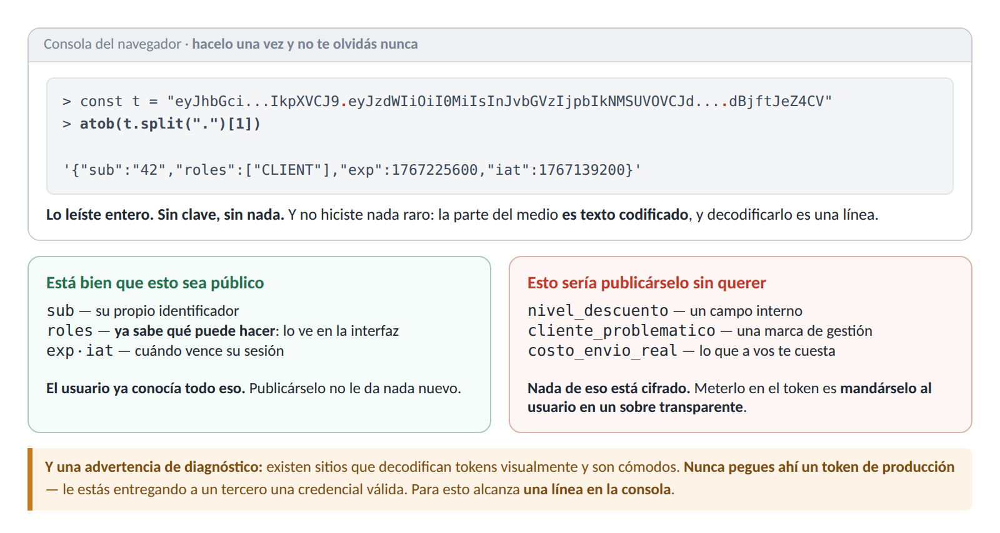 Consola del navegador · hacelo una vez y no te olvidás nunca
> const t = "eyJhbGci...IkpXVCJ9.eyJzdWIiOiI0MiIsInJvbGVzIjpbIkNMSUVOVCJd....dBjftJeZ4CV"
> atob(t.split(".")[1])
'{"sub":"42","roles":["CLIENT"],"exp":1767225600,"iat":1767139200}'
Lo leíste entero. Sin clave, sin nada. Y no hiciste nada raro: la parte del medio es texto codificado, y decodificarlo es una línea.
Está bien que esto sea público
sub — su propio identificador
roles — ya sabe qué puede hacer: lo ve en la interfaz
exp · iat — cuándo vence su sesión
El usuario ya conocía todo eso. Publicárselo no le da nada nuevo.
Esto sería publicárselo sin querer
nivel_descuento — un campo interno
cliente_problematico — una marca de gestión
costo_envio_real — lo que a vos te cuesta
Nada de eso está cifrado. Meterlo en el token es mandárselo al
usuario en un sobre transparente.
Y una advertencia de diagnóstico: existen sitios que decodifican tokens visualmente y son cómodos. Nunca pegues ahí un token de producción
— le estás entregando a un tercero una credencial válida. Para esto alcanza una línea en la consola.